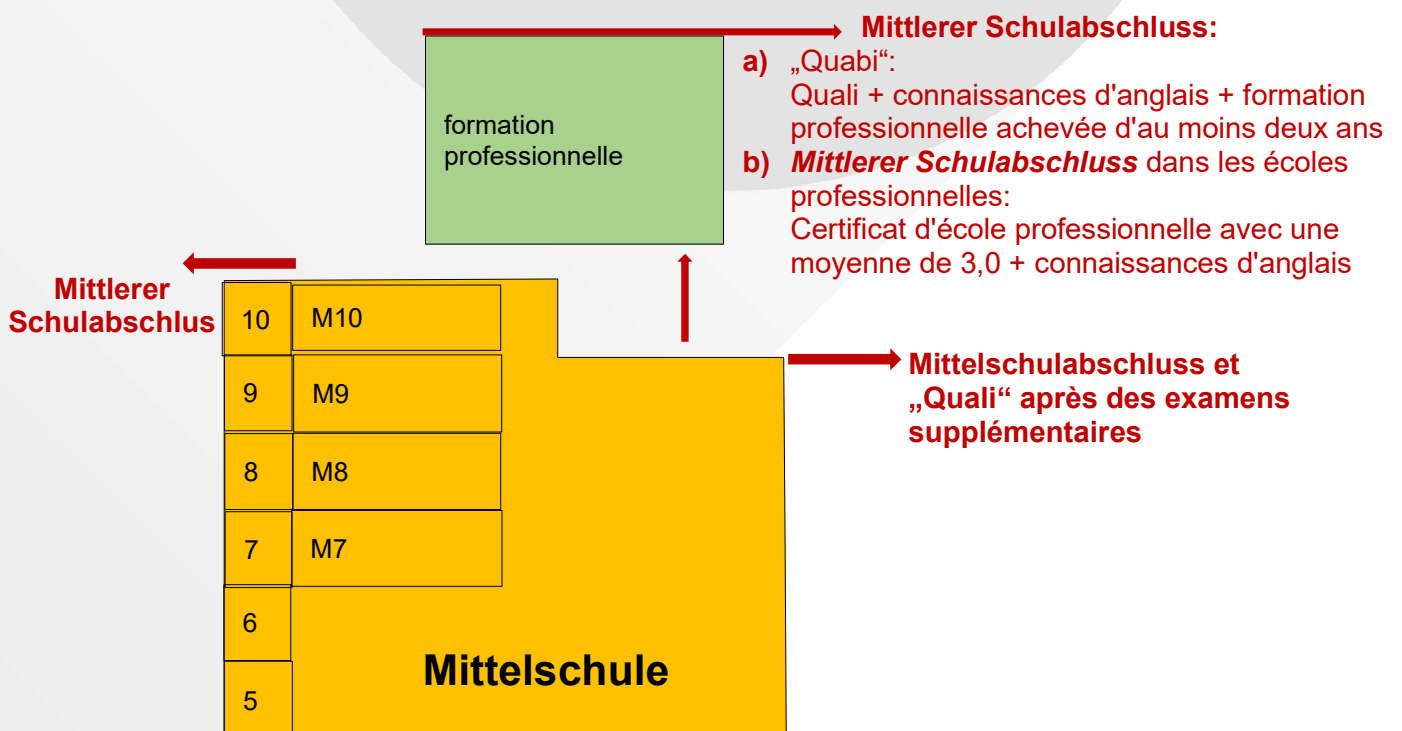 Mittlerer Schulabschluss:
a) „Quabi“:
Quali + connaissances d'anglais + formation
professionnelle achevée d'au moins deux ans
b) Mittlerer Schulabschluss dans les écoles
professionnelles:
Certificat d'école professionnelle avec une
moyenne de 3,0 + connaissances d'anglais
formation
professionnelle
Mittlerer
Schulabschlus
10 M10
9 M9
8 M8
7 M7
6
5
Mittelschule
Mittelschulabschluss et
„Quali“ après des examens
supplémentaires